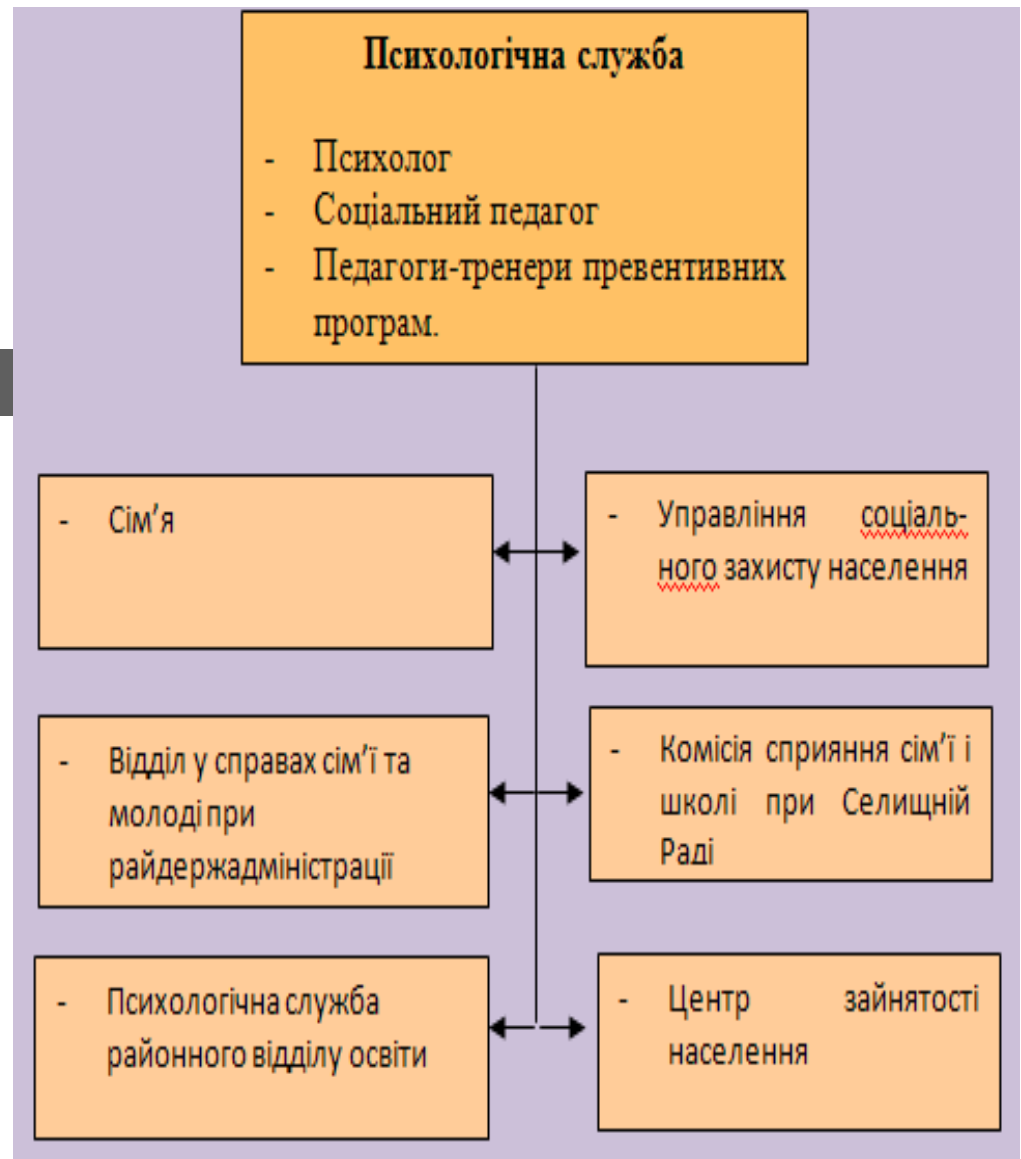 Психологічна служба
- Психолог
- Соціальний педагог
- Педагоги-тренери превентивних
програм.
- Сім’я
- Управління соціаль-
ного захисту населення
- Відділ у справах сім’ї та
молоді при
райдержадміністрації
- Комісія сприяння сім’ї і
школі при Селищній
Раді
- Психологічна служба
районного відділу освіти
- Центр зайнятості
населення